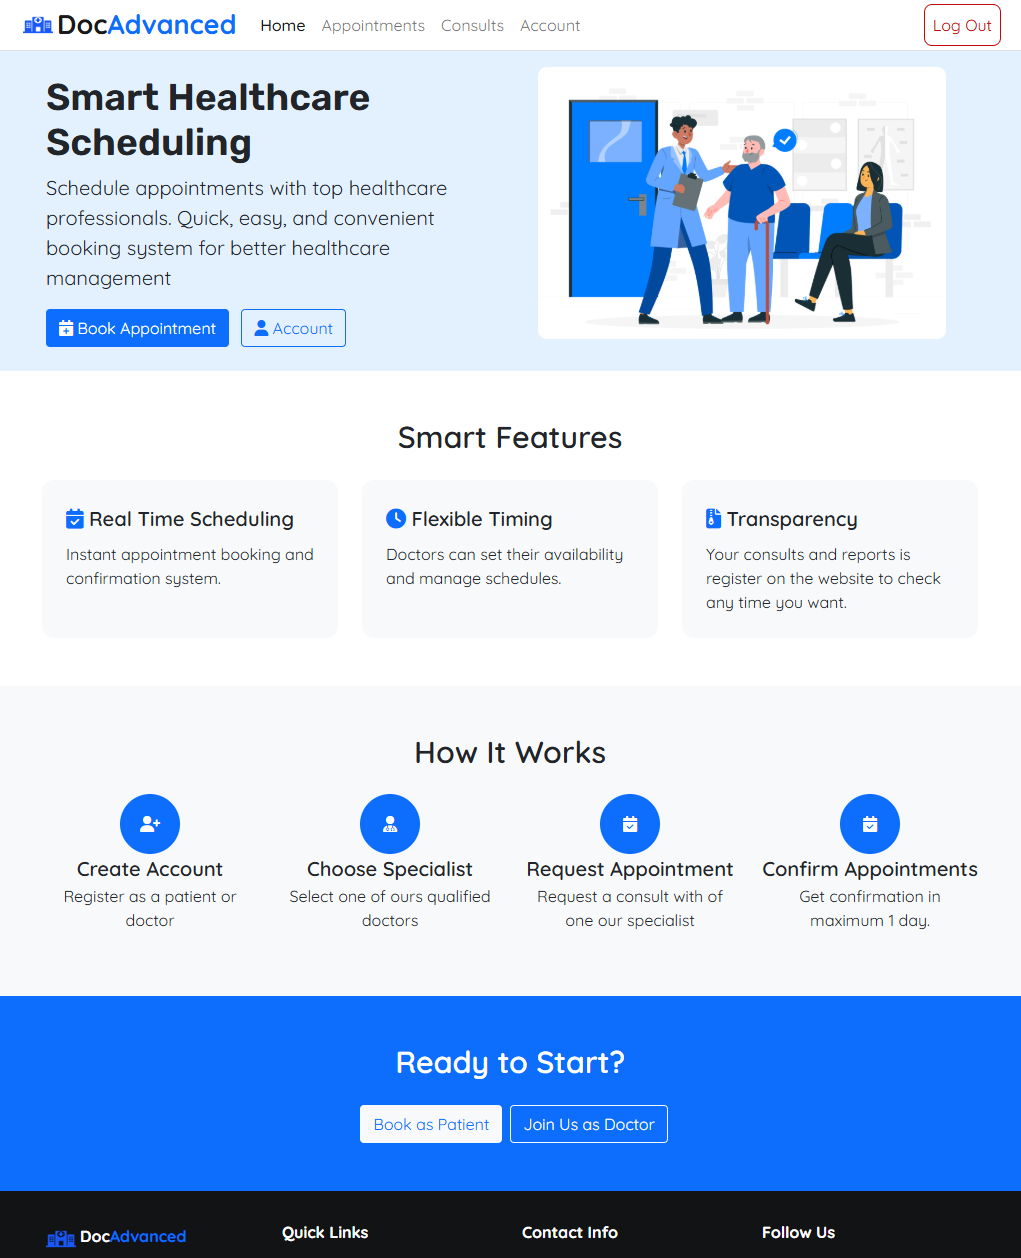 DocAdvanced
Home Appointments Consults Account
Log Out
Smart Healthcare
Scheduling
Schedule appointments with top healthcare
professionals. Quick, easy, and convenient
booking system for better healthcare
management
Book Appointment
Account
Smart Features
Real Time Scheduling
Instant appointment booking and
confirmation system.
Flexible Timing
Doctors can set their availability
and manage schedules.
Transparency
Your consults and reports is
register on the website to check
any time you want.
How It Works
Create Account
Register as a patient or
doctor
Choose Specialist
Select one of ours qualified
doctors
Request Appointment
Request a consult with of
one our specialist
Confirm Appointments
Get confirmation in
maximum 1 day.
Ready to Start?
Book as Patient
Join Us as Doctor
DocAdvanced
Quick Links
Contact Info
Follow Us